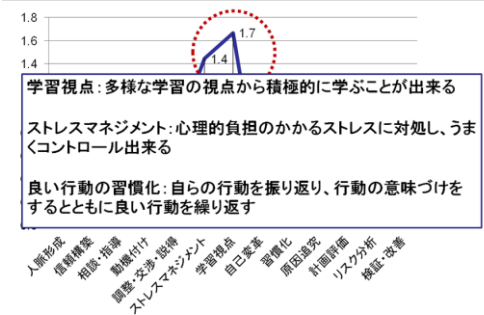 1.8
1.6
1.4
1.7
1.4
学習視点：多様な学習の視点から積極的に学ぶことが出来る
ストレスマネジメント：心理的負担のかかるストレスに対処し、うま
くコントロール出来る
良い行動の習慣化：自らの行動を振り返り、行動の意味づけを
するとともに良い行動を繰り返す
人脈形成
信頼構築
相談・指導
動機付け
調整・交渉・説得
ストレスマネジメント
学習視点
自己変革
習慣化
原因追究
計画評価
リスク分析
検証・改善